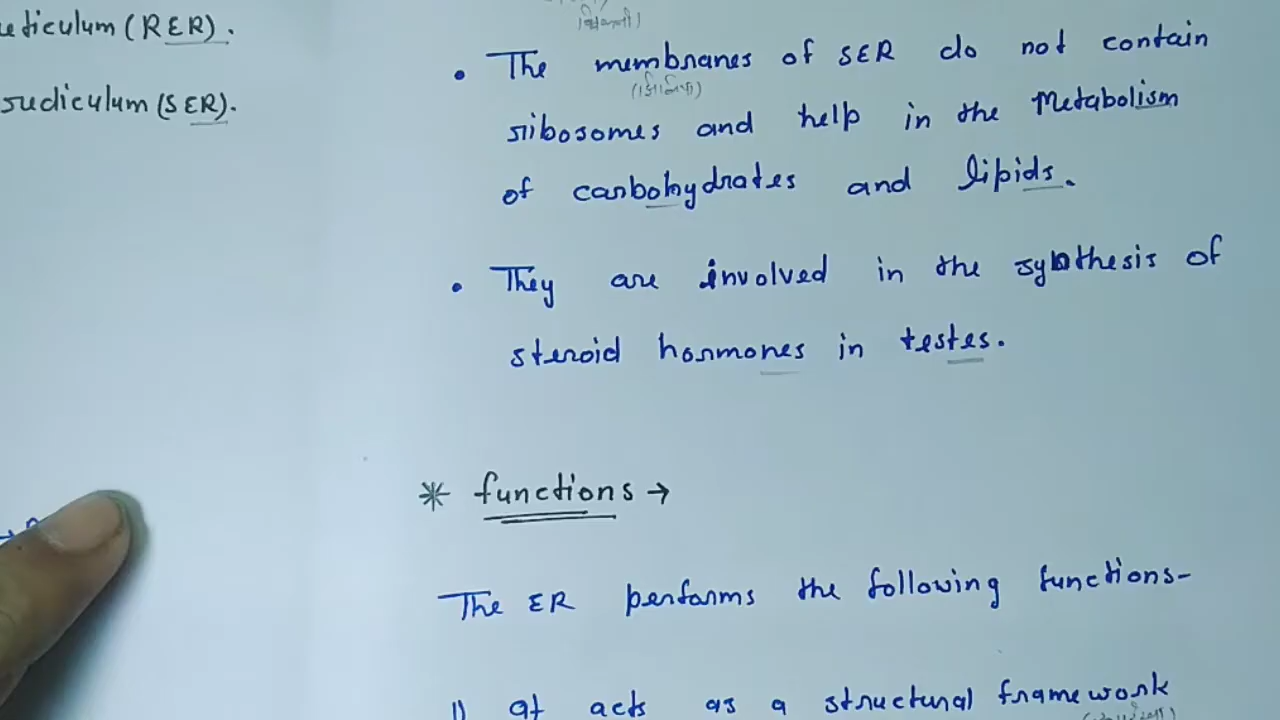 eticulum (RER).
sudiculum (SER).
• The membranes of SER do not contain
ribosomes and help in the Metabolism
of carbohydrates and lipids.
• They are involved in the synthesis of
steroid hormones in testes.
* functions →
The ER performs the following functions-
1) It acts as a structural framework